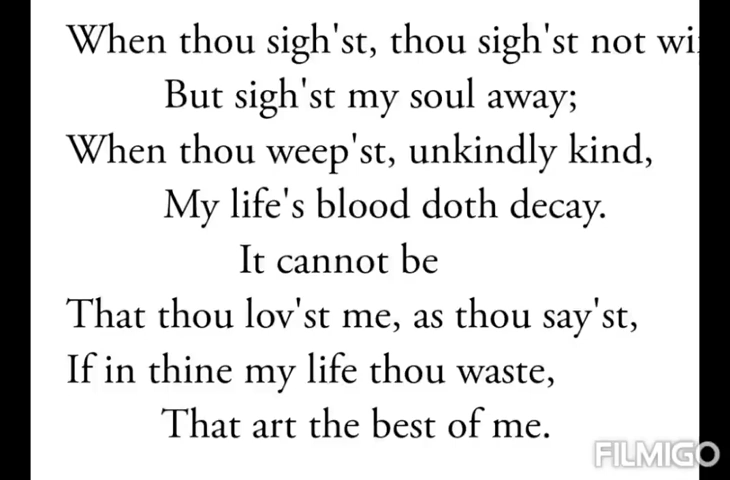 When thou sigh'st, thou sigh'st not
But sigh'st my soul away;
When thou weep'st, unkindly kind,
My life's blood doth decay.
It cannot be
That thou lov'st me, as thou say'st,
If in thine my life thou waste,
That art the best of me.
FILMIGO